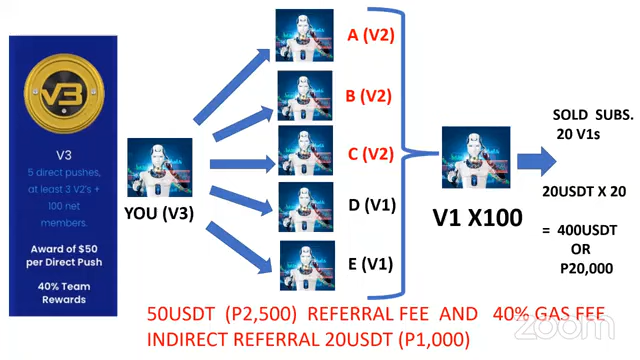 V3
V3
5 direct pushes,
at least 3 V2's +
100 net
members.
Award of $50
per Direct Push
40% Team
Rewards
YOU (V3)
A (V2)
B (V2)
C (V2)
D (V1)
E (V1)
V1 X100
SOLD SUBS.
20 V1s
20USDT X 20
= 400USDT
OR
P20,000
50USDT (P2,500) REFERRAL FEE AND 40% GAS FEE
INDIRECT REFERRAL 20USDT (P1,000)
zoom